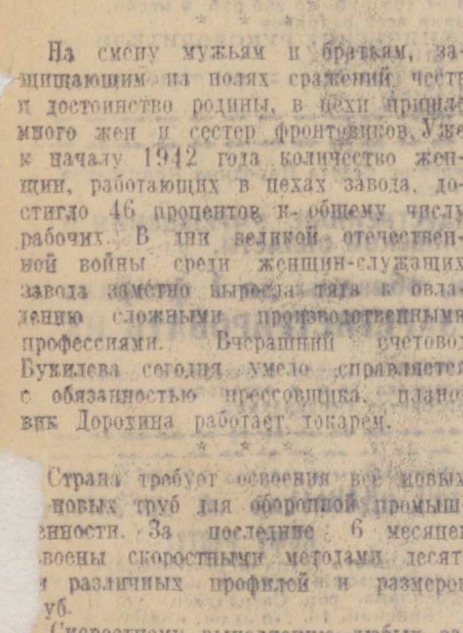 * * *
На смену мужьям и братьям, за-
щищающим на полях сражений честь
и достоинство родины, в цехи пришл
много жен и сестер фронтовиков. Уже
к началу 1942 года количество жен-
щин, работающих в цехах завода, до-
стигло 46 процентов к общему числу
рабочих. В дни великой отечествен-
ной войны среди женщин-служащих
завода заметно выросла тяга к овла-
дению сложными производственными
профессиями. Вчерашний счетовод
Букилева сегодня умело справляется
с обязанностью прессовщика, плано-
вик Дорохина работает токарем.
* * *
Страна требует освоения все новых
новых труб для оборонной промыш-
енности. За последние 6 месяцев
своены скоростными методами десят
и различных профилей и размеров
уб.